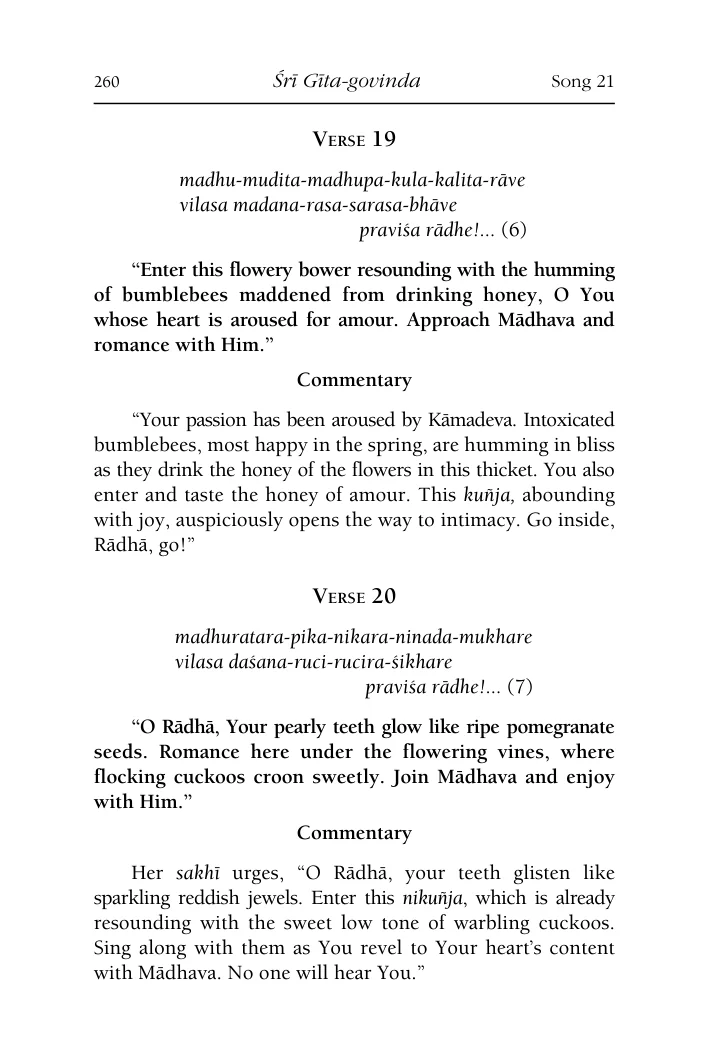 260 Śrī Gīta-govinda Song 21
Verse 19
madhu-mudita-madhupa-kula-kalita-rāve
vilasa madana-rasa-sarasa-bhāve
praviśa rādhe!... (6)
“Enter this flowery bower resounding with the humming
of bumblebees maddened from drinking honey, O You
whose heart is aroused for amour. Approach Mādhava and
romance with Him.”
Commentary
“Your passion has been aroused by Kāmadeva. Intoxicated
bumblebees, most happy in the spring, are humming in bliss
as they drink the honey of the flowers in this thicket. You also
enter and taste the honey of amour. This kuñja, abounding
with joy, auspiciously opens the way to intimacy. Go inside,
Rādhā, go!”
Verse 20
madhuratara-pika-nikara-ninada-mukhare
vilasa daśana-ruci-rucira-śikhare
praviśa rādhe!... (7)
“O Rādhā, Your pearly teeth glow like ripe pomegranate
seeds. Romance here under the flowering vines, where
flocking cuckoos croon sweetly. Join Mādhava and enjoy
with Him.”
Commentary
Her sakhī urges, “O Rādhā, your teeth glisten like
sparkling reddish jewels. Enter this nikuñja, which is already
resounding with the sweet low tone of warbling cuckoos.
Sing along with them as You revel to Your heart’s content
with Mādhava. No one will hear You.”